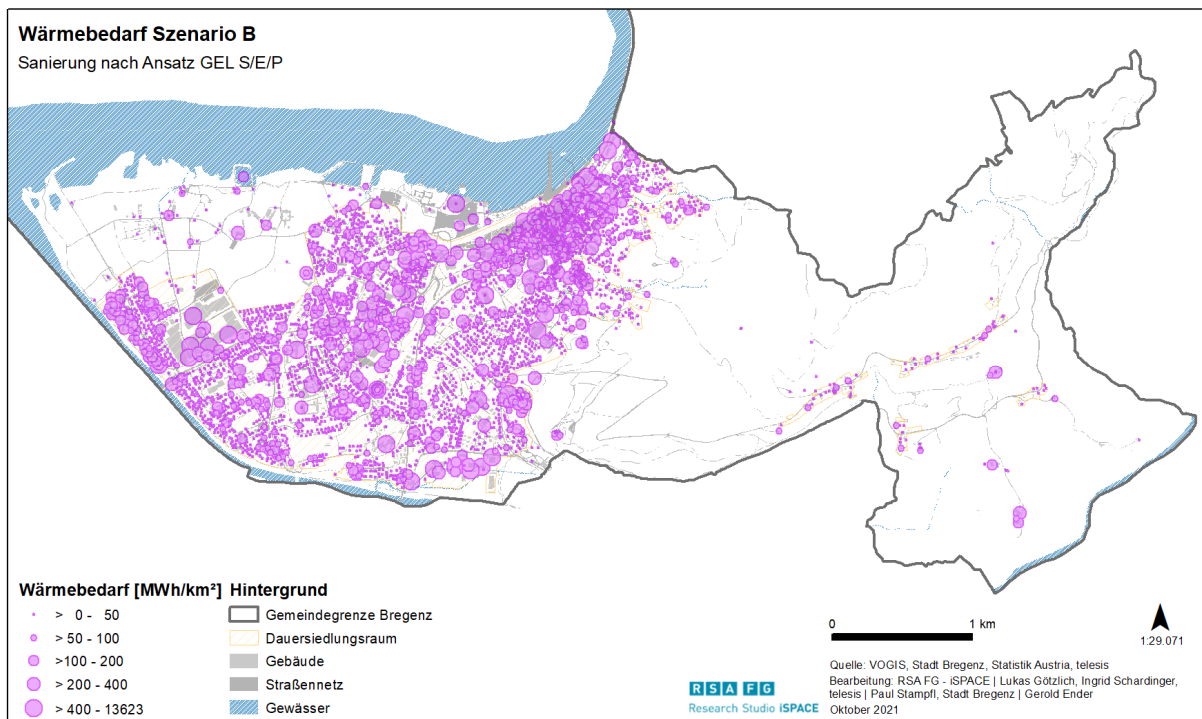 Wärmebedarf Szenario B
Sanierung nach Ansatz GEL S/E/P
Wärmebedarf [MWh/km²]
> 0 - 50
> 50 - 100
>100 - 200
> 200 - 400
> 400 - 13623
Hintergrund
Gemeindegrenze Bregenz
Dauersiedlungsraum
Gebäude
Straßennetz
Gewässer
RSA FG
Research Studio iSPACE
0 1 km
1:29.071
Quelle: VOGIS, Stadt Bregenz, Statistik Austria, telesis
Bearbeitung: RSA FG - iSPACE | Lukas Götzlich, Ingrid Schardinger,
telesis | Paul Stampfl, Stadt Bregenz | Gerold Ender
Oktober 2021